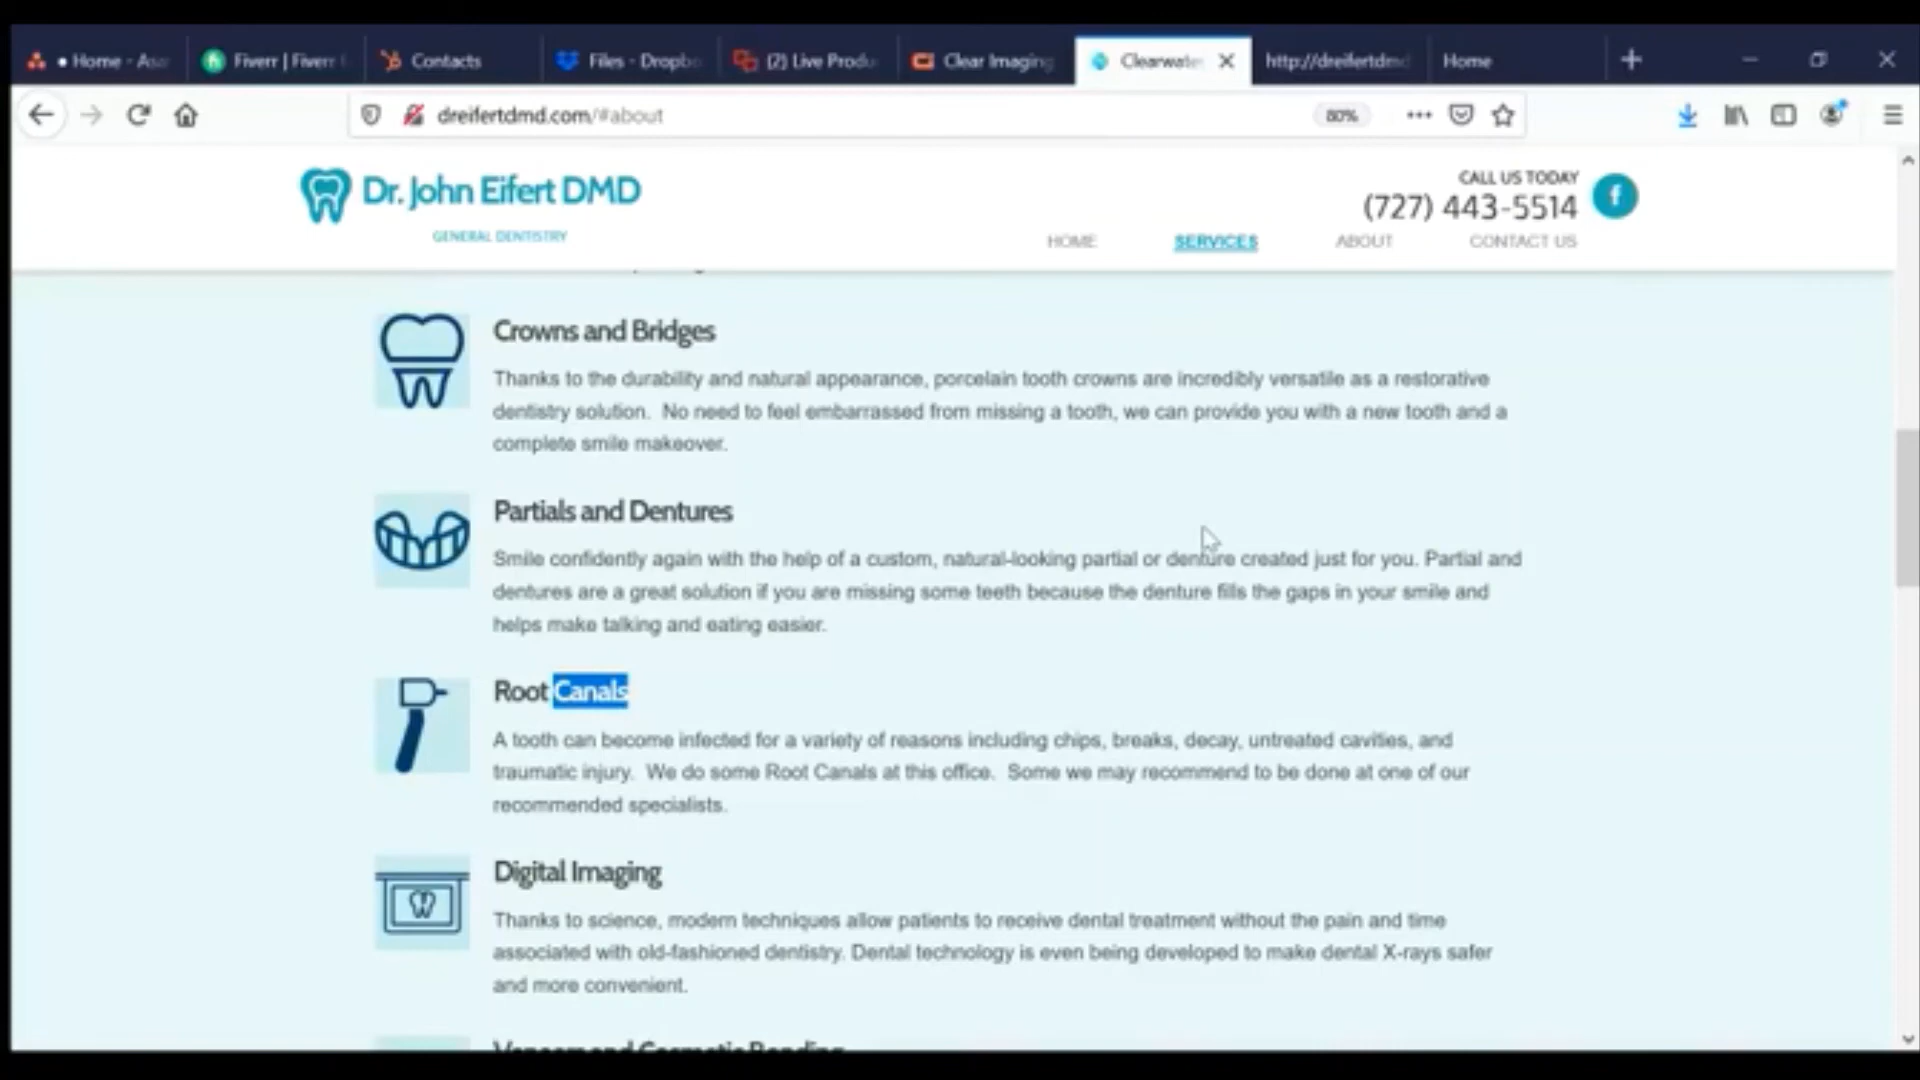 Home - Asa
Fiverr | Fiverr
Contacts
Files - Dropbo
(2) Live Produ
Clear Imaging
Clearwater
http://dreifertdmd
Home
dreifertdmd.com/#about
80%
Dr. John Eifert DMD
GENERAL DENTISTRY
CALL US TODAY
(727) 443-5514
HOME
SERVICES
ABOUT
CONTACT US
Crowns and Bridges
Thanks to the durability and natural appearance, porcelain tooth crowns are incredibly versatile as a restorative
dentistry solution. No need to feel embarrassed from missing a tooth, we can provide you with a new tooth and a
complete smile makeover.
Partials and Dentures
Smile confidently again with the help of a custom, natural-looking partial or denture created just for you. Partial and
dentures are a great solution if you are missing some teeth because the denture fills the gaps in your smile and
helps make talking and eating easier.
Root Canals
A tooth can become infected for a variety of reasons including chips, breaks, decay, untreated cavities, and
traumatic injury. We do some Root Canals at this office. Some we may recommend to be done at one of our
recommended specialists.
Digital Imaging
Thanks to science, modern techniques allow patients to receive dental treatment without the pain and time
associated with old-fashioned dentistry. Dental technology is even being developed to make dental X-rays safer
and more convenient.
Veneers and Cosmetic Bonding